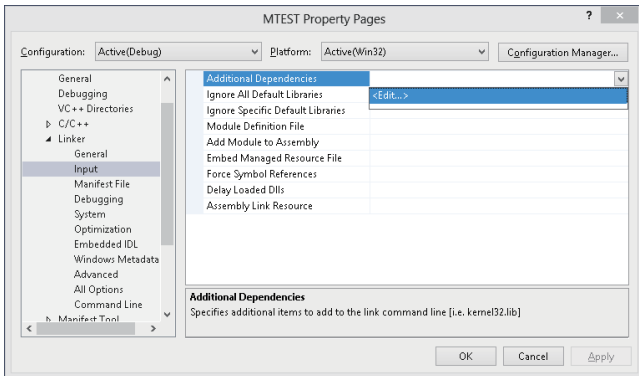 MTEST Property Pages
?
x
Configuration:
Active(Debug)
Platform:
Active(Win32)
Configuration Manager...
General
Debugging
VC++ Directories
C/C++
Linker
General
Input
Manifest File
Debugging
System
Optimization
Embedded IDL
Windows Metadata
Advanced
All Options
Command Line
Manifest Tool
Additional Dependencies
<Edit...>
Ignore All Default Libraries
Ignore Specific Default Libraries
Module Definition File
Add Module to Assembly
Embed Managed Resource File
Force Symbol References
Delay Loaded Dlls
Assembly Link Resource
Additional Dependencies
Specifies additional items to add to the link command line [i.e. kernel32.lib]
OK
Cancel
Apply